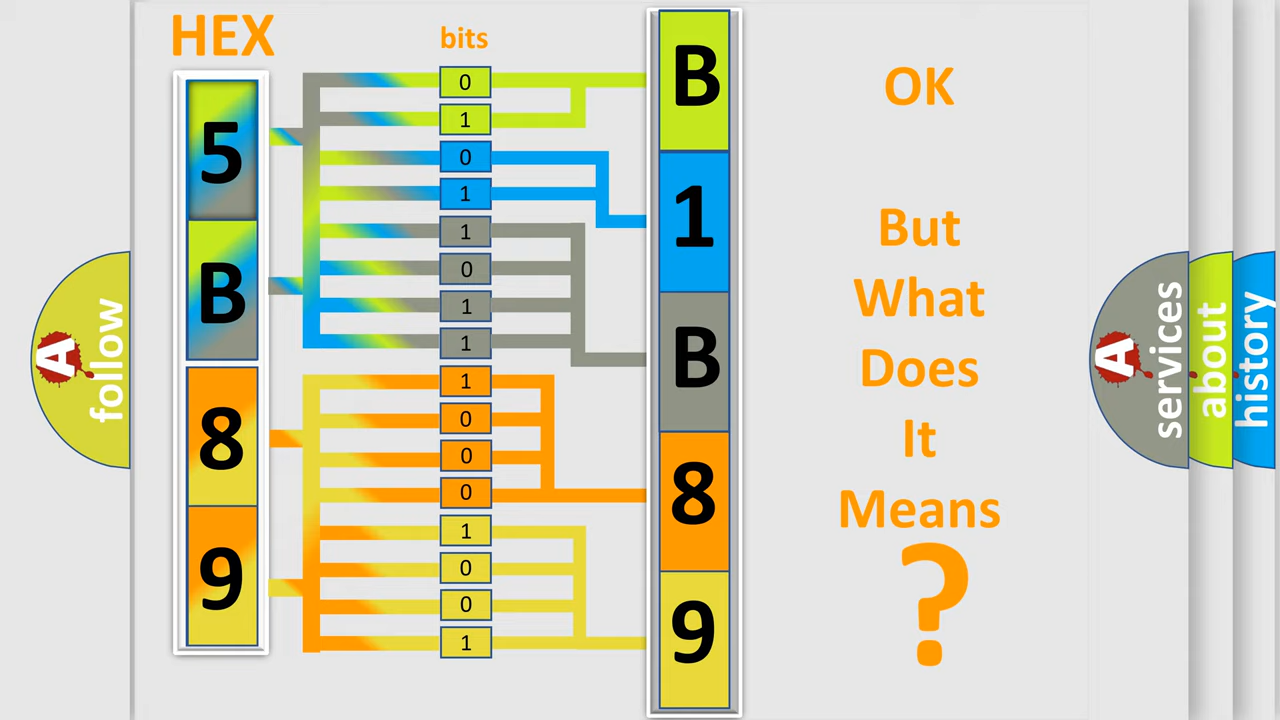 HEX
5
B
8
9
bits
0
1
0
1
1
0
1
1
1
0
0
0
1
0
0
1
B
1
B
8
9
OK
But
What
Does
It
Means
?
A
follow
A
services
about
history